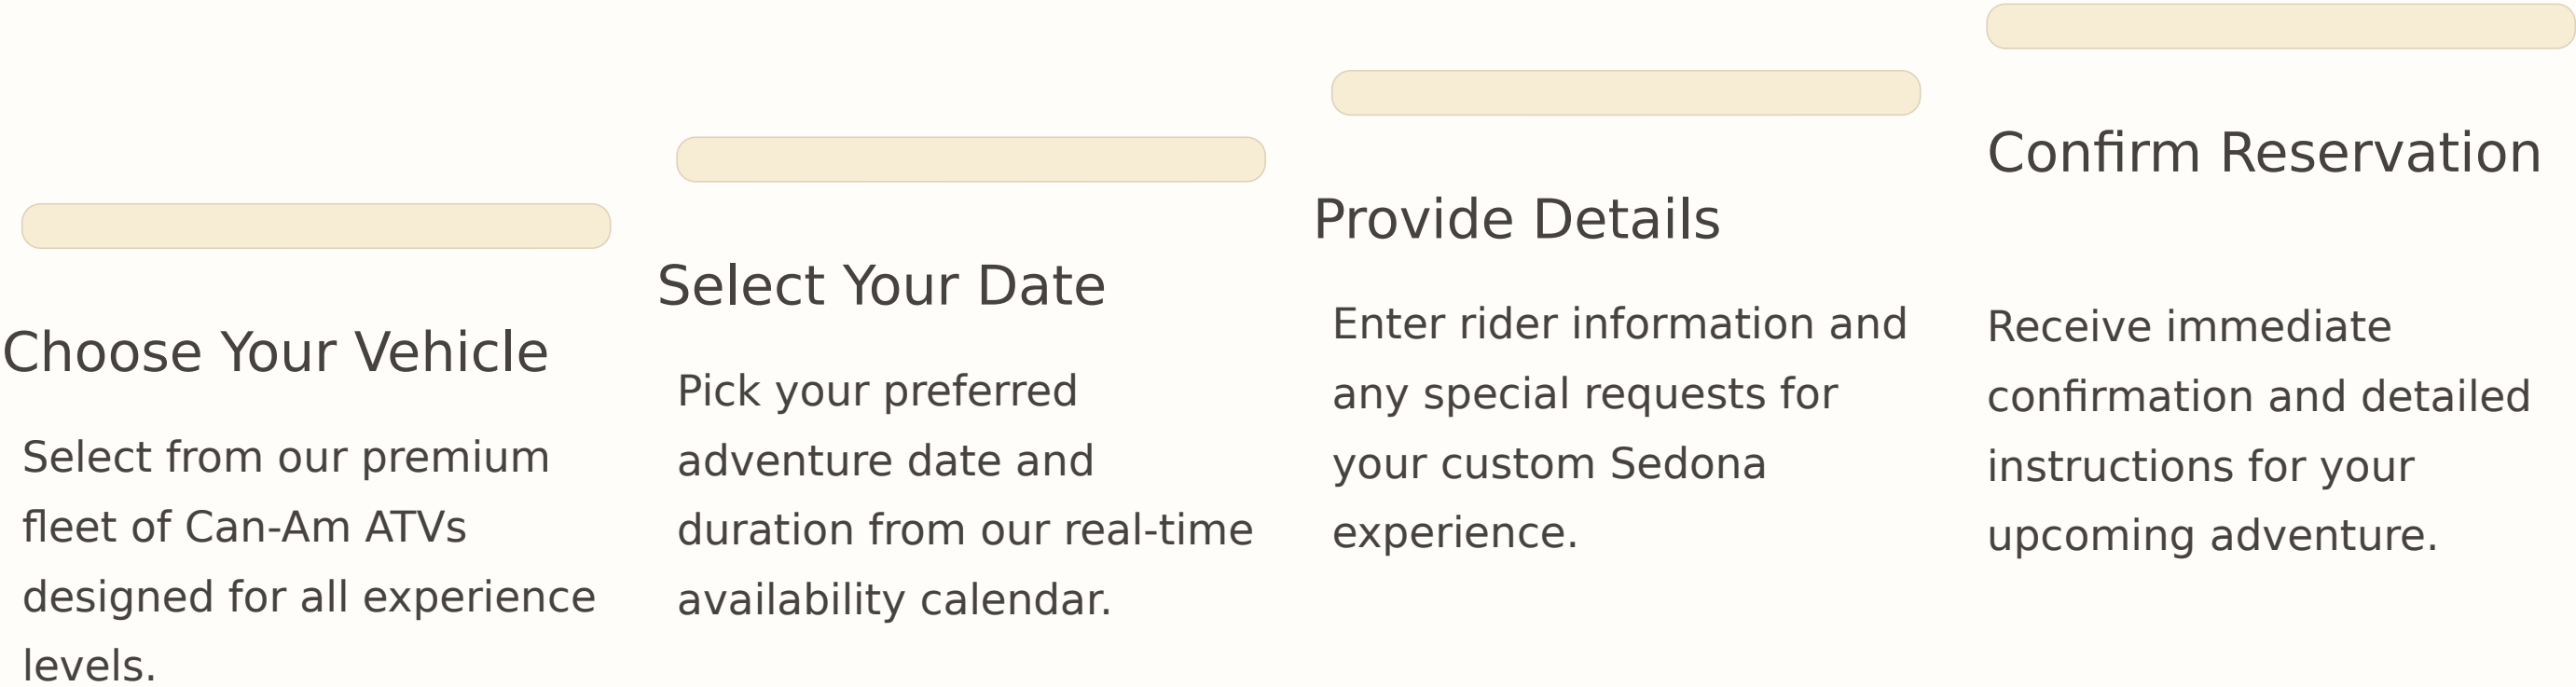 Choose Your Vehicle
Select from our premium
fleet of Can-Am ATVs
designed for all experience
levels.
Select Your Date
Pick your preferred
adventure date and
duration from our real-time
availability calendar.
Provide Details
Enter rider information and
any special requests for
your custom Sedona
experience.
Confirm Reservation
Receive immediate
confirmation and detailed
instructions for your
upcoming adventure.